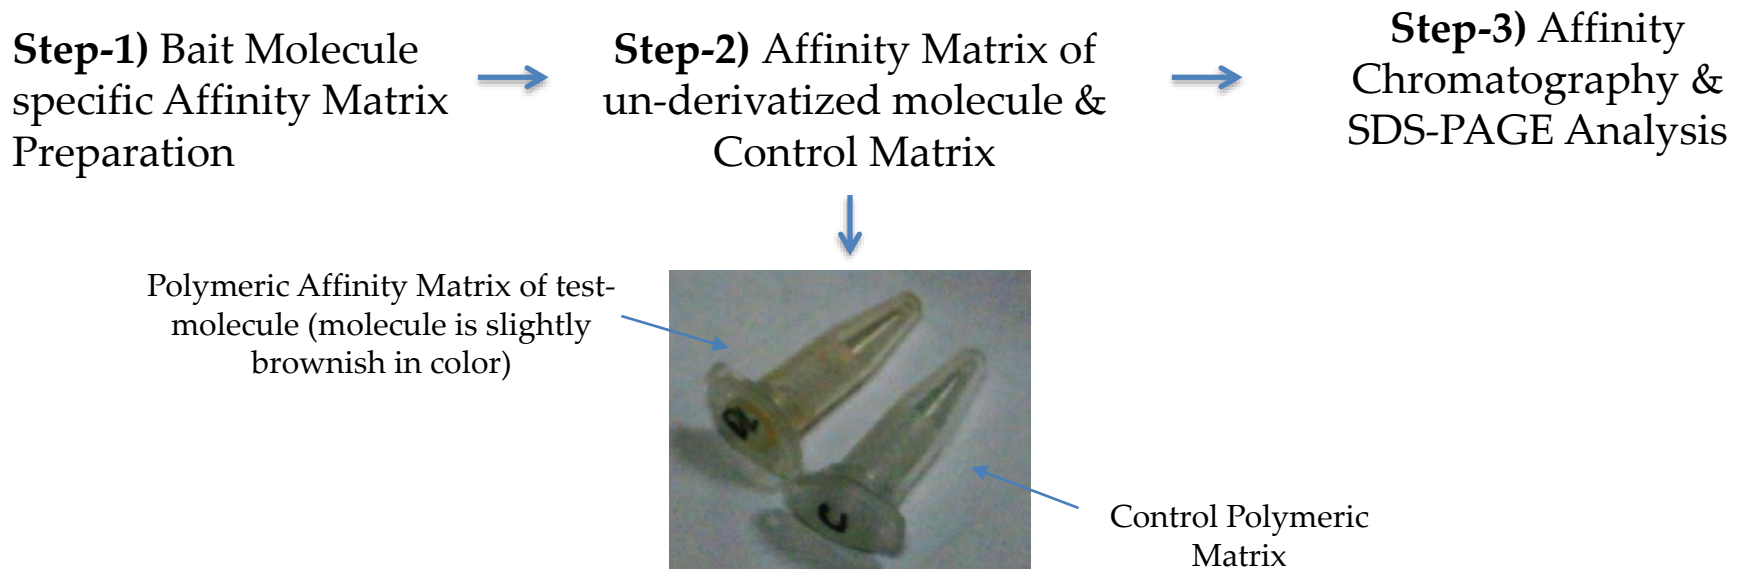 Step-1) Bait Molecule
specific Affinity Matrix
Preparation
Step-2) Affinity Matrix of
un-derivatized molecule &
Control Matrix
Step-3) Affinity
Chromatography &
SDS-PAGE Analysis
Polymeric Affinity Matrix of test-
molecule (molecule is slightly
brownish in color)
C
Control Polymeric
Matrix